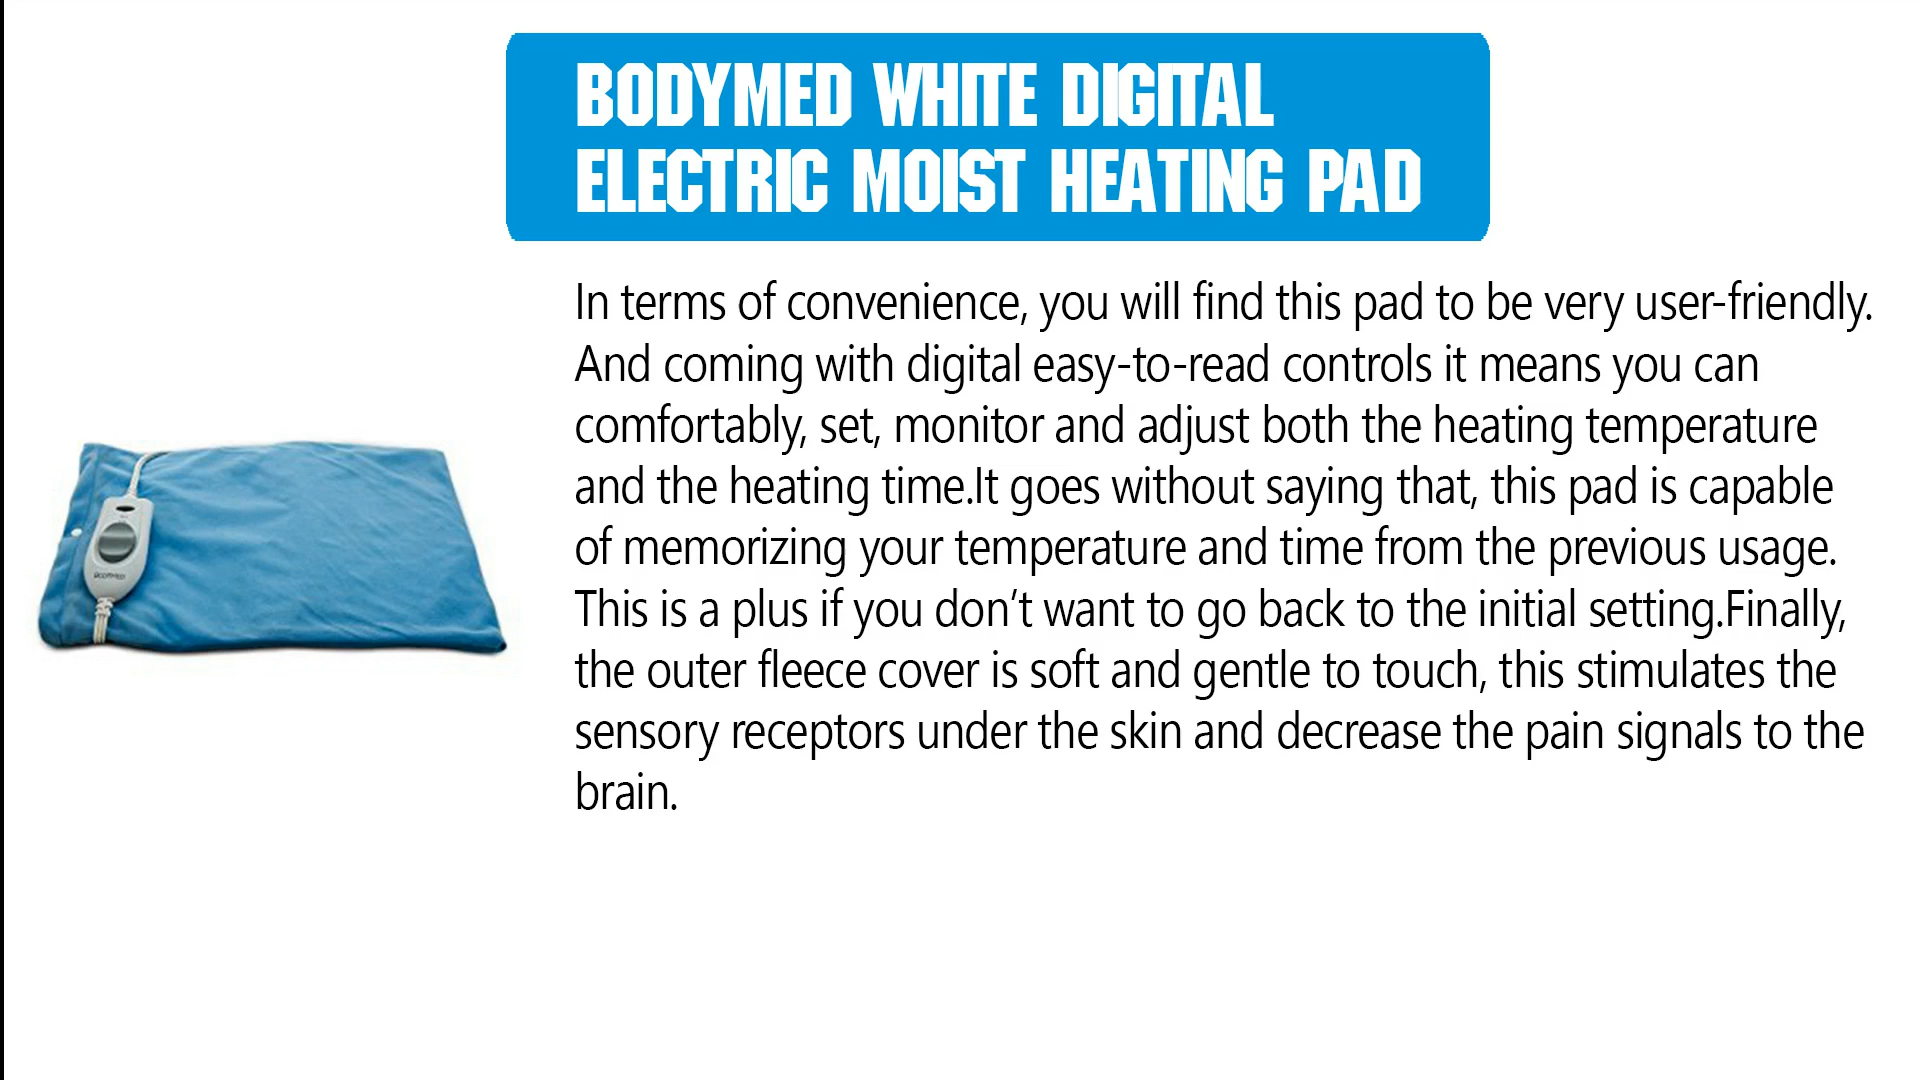 BODYMED WHITE DIGITAL
ELECTRIC MOIST HEATING PAD
In terms of convenience, you will find this pad to be very user-friendly.
And coming with digital easy-to-read controls it means you can
comfortably, set, monitor and adjust both the heating temperature
and the heating time.It goes without saying that, this pad is capable
of memorizing your temperature and time from the previous usage.
This is a plus if you don’t want to go back to the initial setting.Finally,
the outer fleece cover is soft and gentle to touch, this stimulates the
sensory receptors under the skin and decrease the pain signals to the
brain.
BODYMED